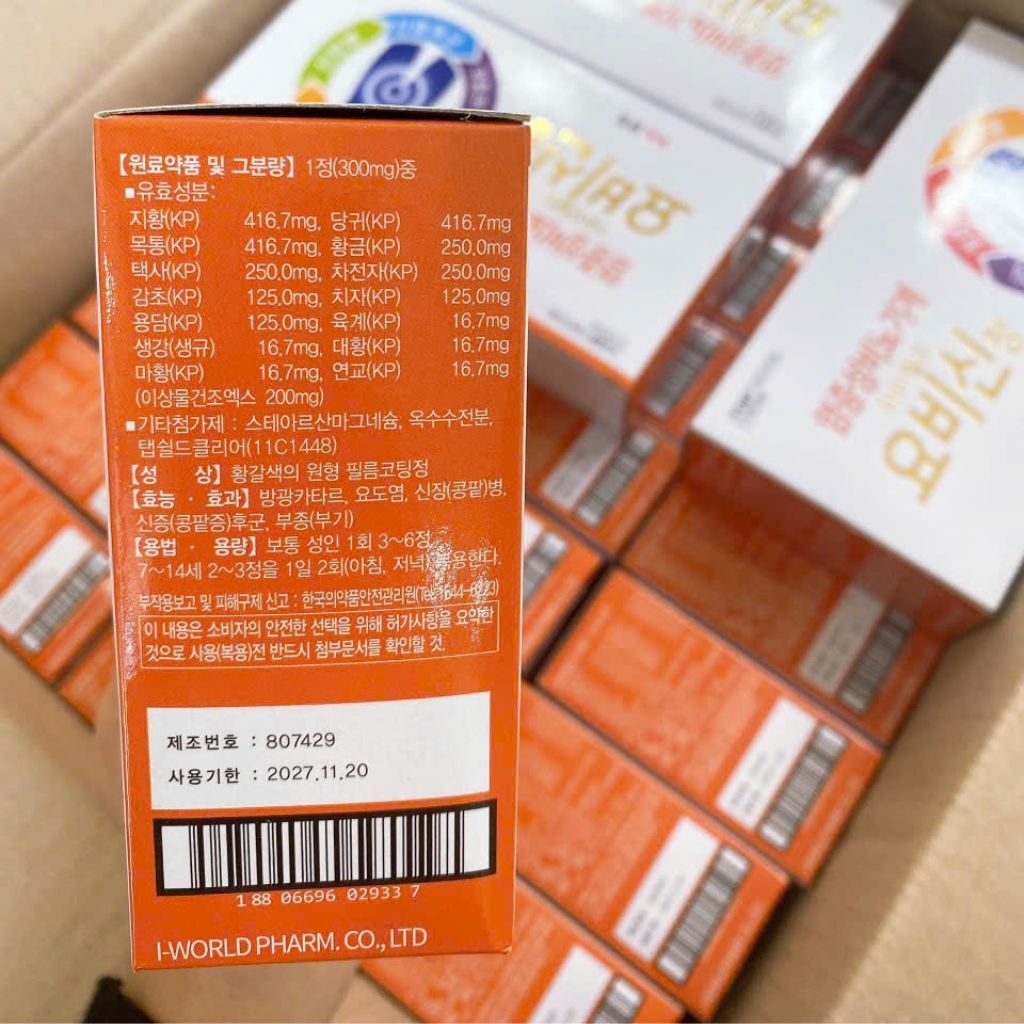 【원료약품 및 그분량】 1정(300mg)중
■유효성분:
지황(KP) 416.7mg, 당귀(KP) 416.7mg
목통(KP) 416.7mg, 황금(KP) 250.0mg
택사(KP) 250.0mg, 차전자(KP) 250.0mg
감초(KP) 125.0mg, 치자(KP) 125.0mg
용담(KP) 125.0mg, 육계(KP) 16.7mg
생강(생규) 16.7mg, 대황(KP) 16.7mg
마황(KP) 16.7mg, 연교(KP) 16.7mg
(이상물건조엑스 200mg)
■기타첨가제 : 스테아르산마그네슘, 옥수수전분,
탭쉴드클리어(11C1448)
【성 상】 황갈색의 원형 필름코팅정
【효능 · 효과】 방광카타르, 요도염, 신장(콩팥)병,
신증(콩팥증)후군, 부종(부기)
【용법 · 용량】 보통 성인 1회 3~6정,
7~14세 2~3정을 1일 2회(아침, 저녁) 복용한다.
부작용보고 및 피해구제 신고 : 한국의약품안전관리원
이 내용은 소비자의 안전한 선택을 위해 허가사항을 요약한
것으로 사용(복용)전 반드시 첨부문서를 확인할 것.
제조번호 : 807429
사용기한 : 2027.11.20
1 88 06696 02933 7
I-WORLD PHARM. CO., LTD
요비신정